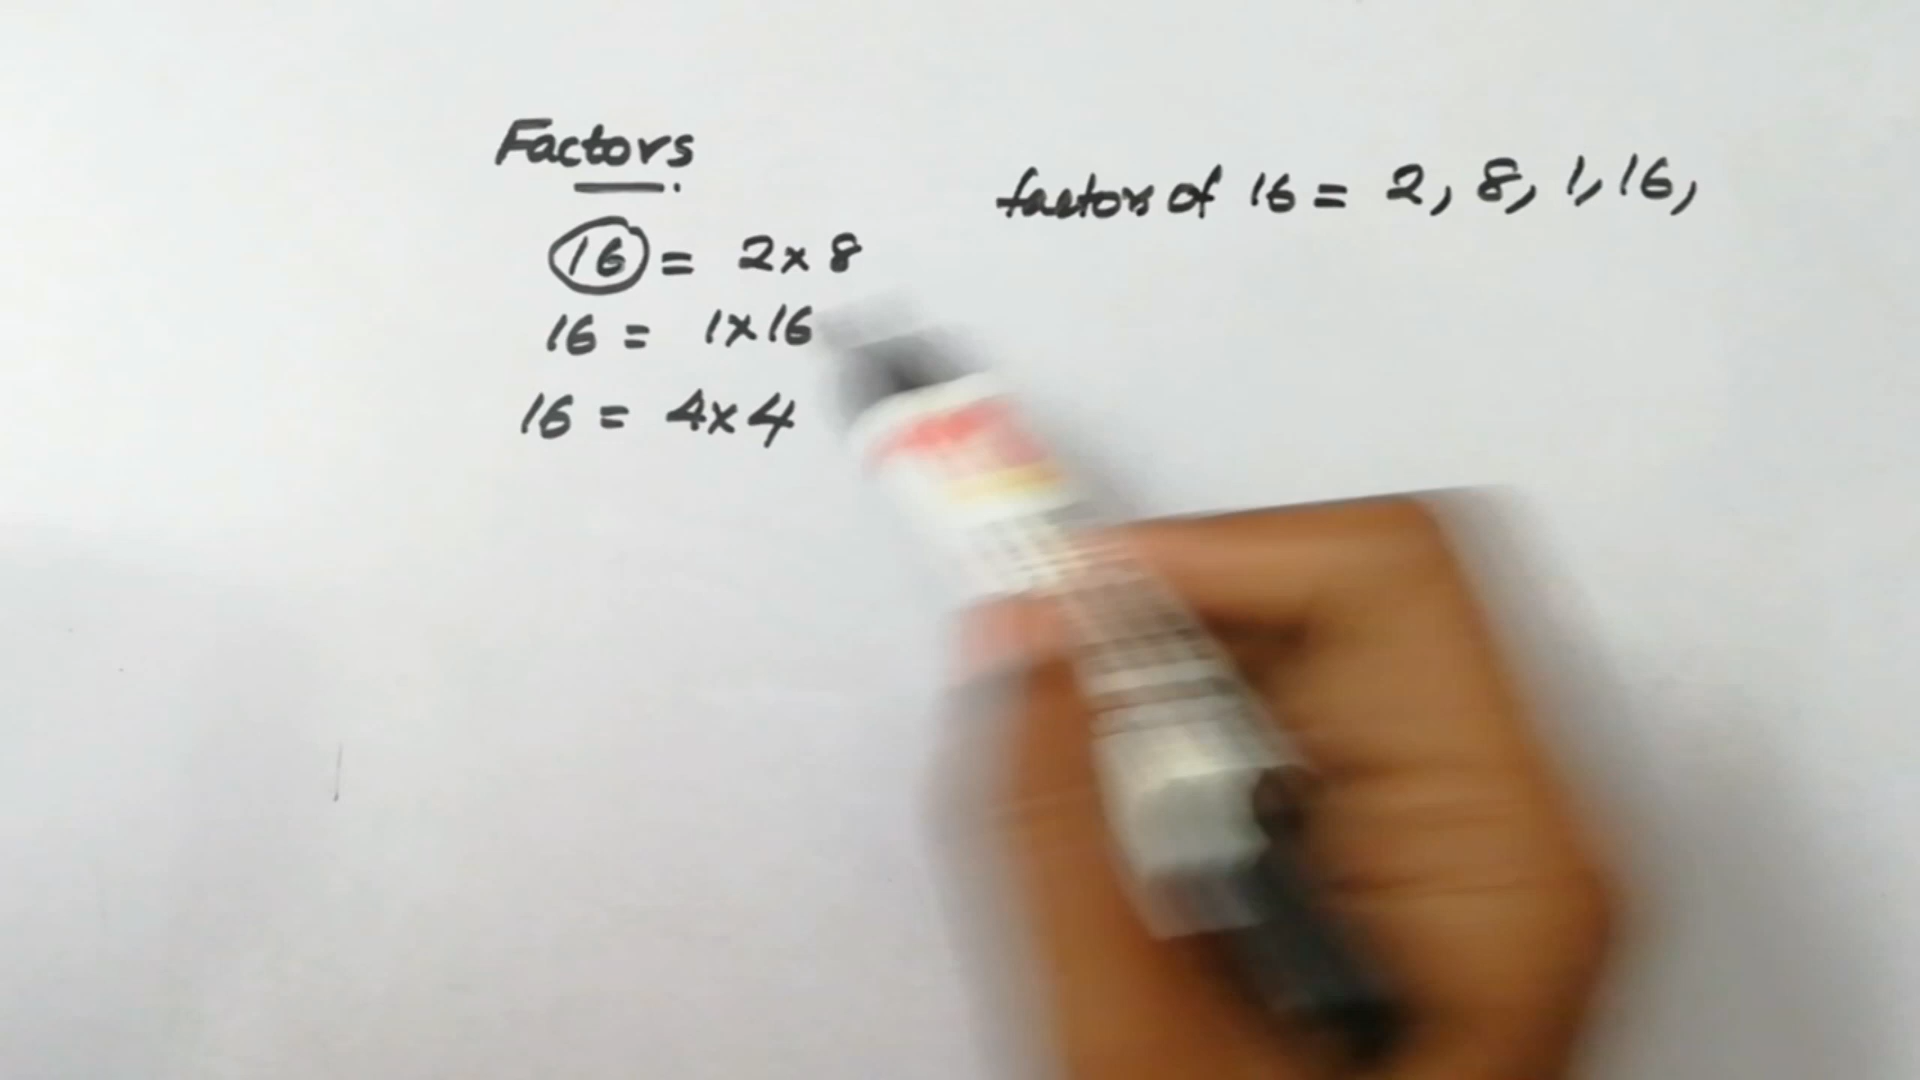 Factors
16 = 2 x 8
16 = 1 x 16
16 = 4 x 4
factors of 16 = 2, 8, 1, 16,